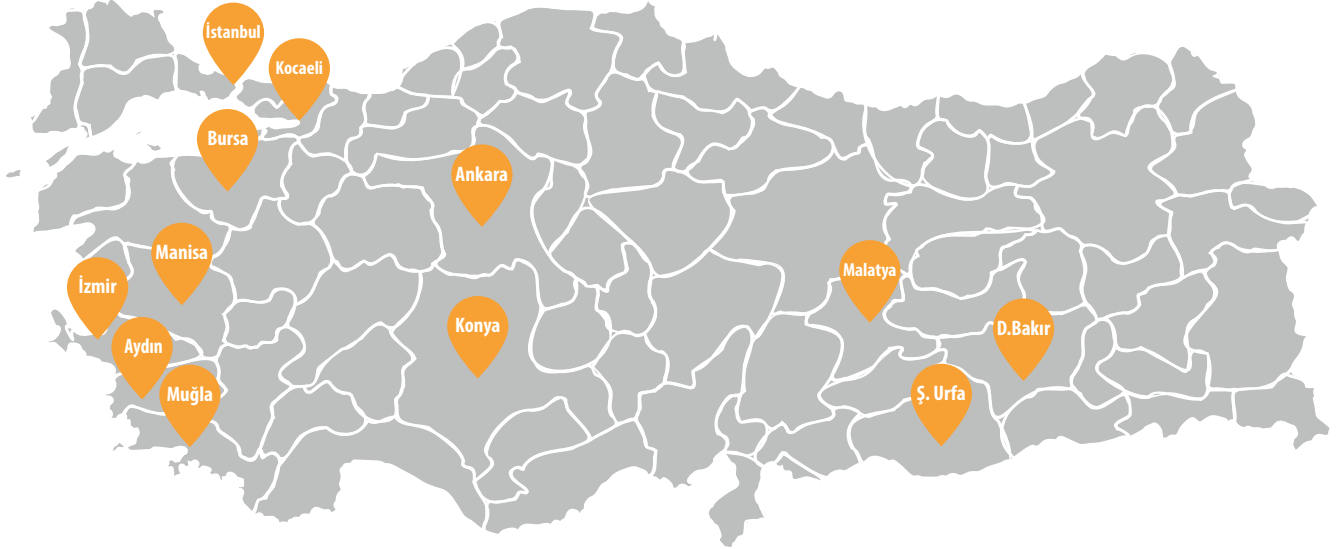 İstanbul
Kocaeli
Bursa
Ankara
Manisa
Malatya
İzmir
Konya
D.Bakır
Aydın
Muğla
Ş. Urfa